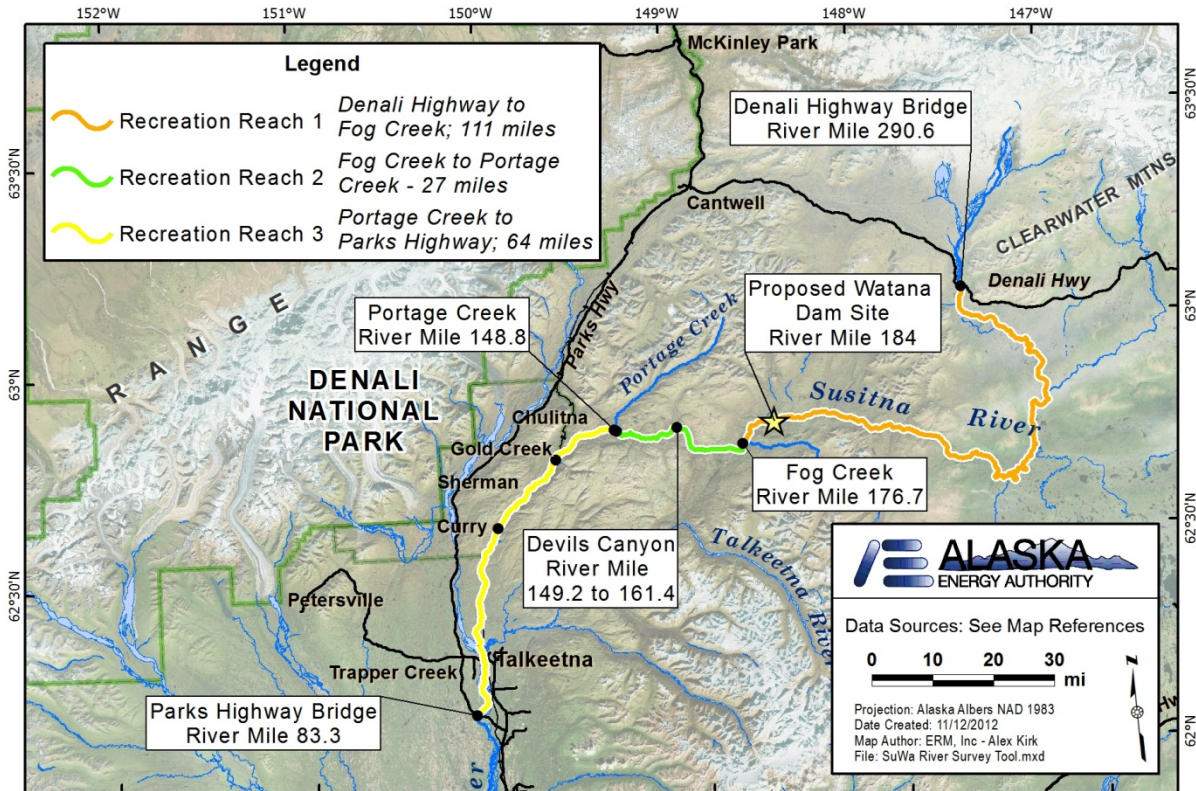 152°W
151°W
150°W
149°W
148°W
147°W
McKinley Park
Legend
Recreation Reach 1
Denali Highway to
Fog Creek; 111 miles
Recreation Reach 2
Fog Creek to Portage
Creek - 27 miles
Recreation Reach 3
Portage Creek to
Parks Highway; 64 miles
Denali Highway Bridge
River Mile 290.6
63°30'N
63°30'N
CLEARWATER MTNS
Cantwell
Denali Hwy
Parks Hwy
Portage Creek
River Mile 148.8
Portage Creek
Proposed Watana
Dam Site
River Mile 184
63°N
63°N
RANGE
DENALI
NATIONAL
PARK
Susitna
River
Chulitna
Gold Creek
Sherman
Curry
Fog Creek
River Mile 176.7
Devils Canyon
River Mile
149.2 to 161.4
Talkeetna River
62°30'N
62°30'N
Petersville
Trapper Creek
Talkeetna
Parks Highway Bridge
River Mile 83.3
er
ALASKA
ENERGY AUTHORITY
Data Sources: See Map References
0 10 20 30
mi
Projection: Alaska Albers NAD 1983
Date Created: 11/12/2012
Map Author: ERM, Inc - Alex Kirk
File: SuWa River Survey Tool.mxd
N
62°N